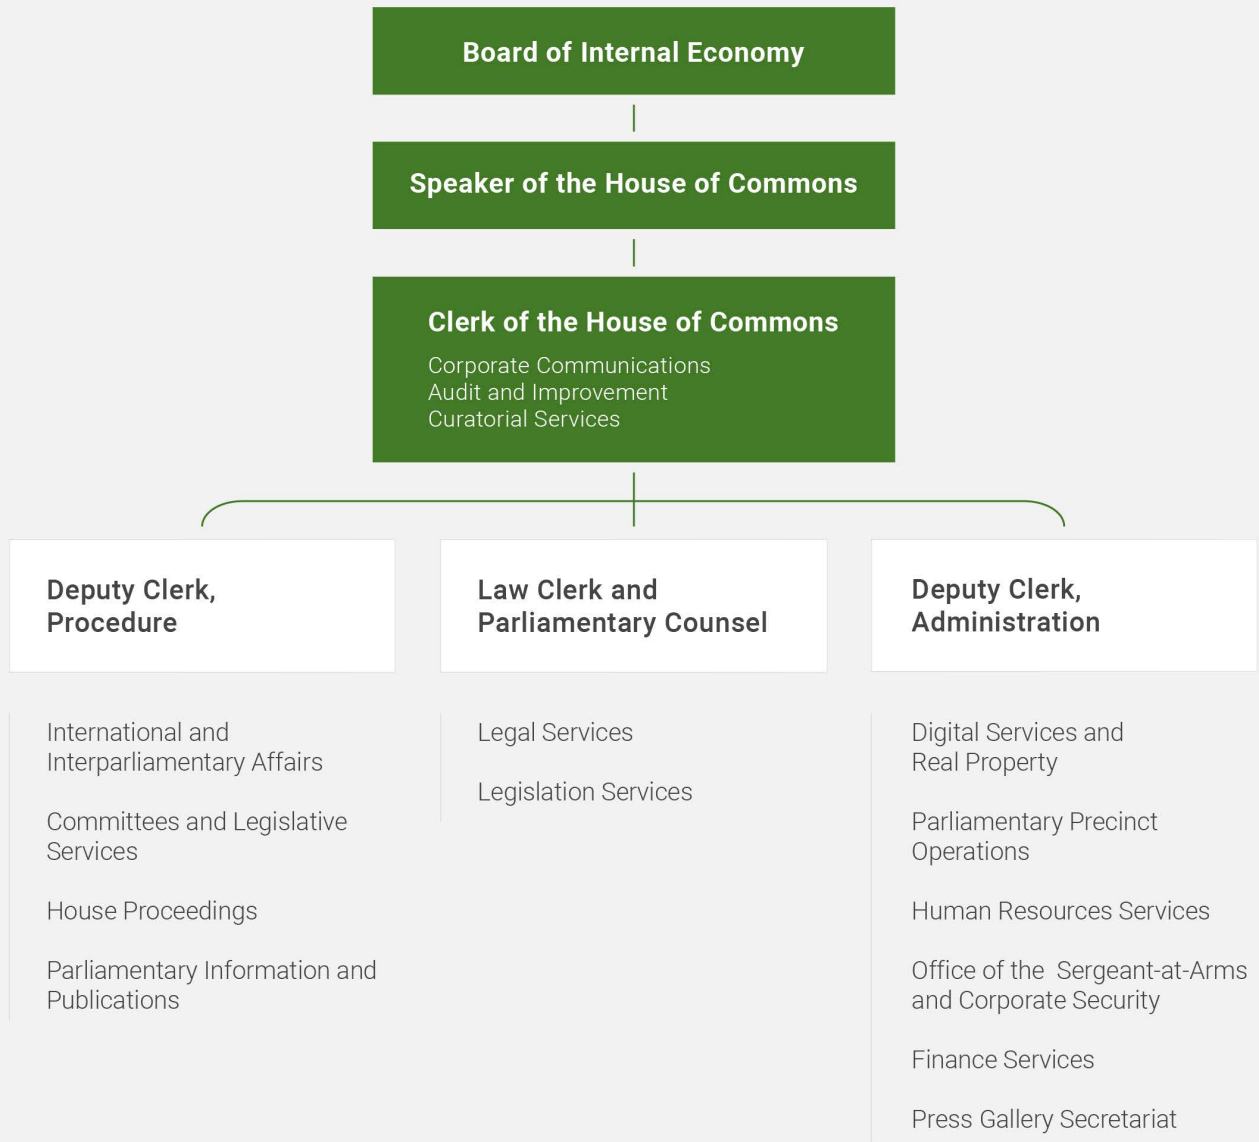 Board of Internal Economy
Speaker of the House of Commons
Clerk of the House of Commons
Corporate Communications
Audit and Improvement
Curatorial Services
Deputy Clerk,
Procedure
International and
Interparliamentary Affairs
Committees and Legislative
Services
House Proceedings
Parliamentary Information and
Publications
Law Clerk and
Parliamentary Counsel
Legal Services
Legislation Services
Deputy Clerk,
Administration
Digital Services and
Real Property
Parliamentary Precinct
Operations
Human Resources Services
Office of the  Sergeant-at-Arms
and Corporate Security
Finance Services
Press Gallery Secretariat